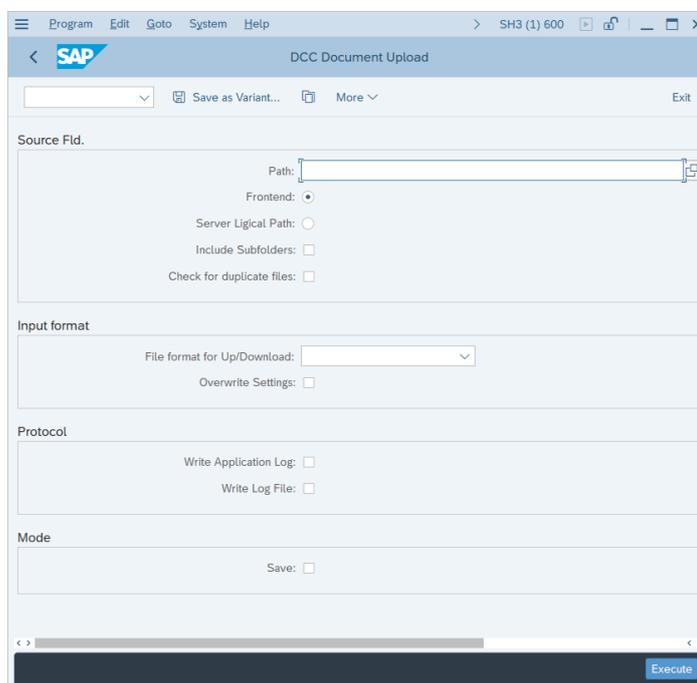 Program Edit Goto System Help SH3 (1) 600
SAP DCC Document Upload
Save as Variant... More Exit
Source Fld.
Path:
Frontend:
Server Ligical Path:
Include Subfolders:
Check for duplicate files:
Input format
File format for Up/Download:
Overwrite Settings:
Protocol
Write Application Log:
Write Log File:
Mode
Save:
Execute